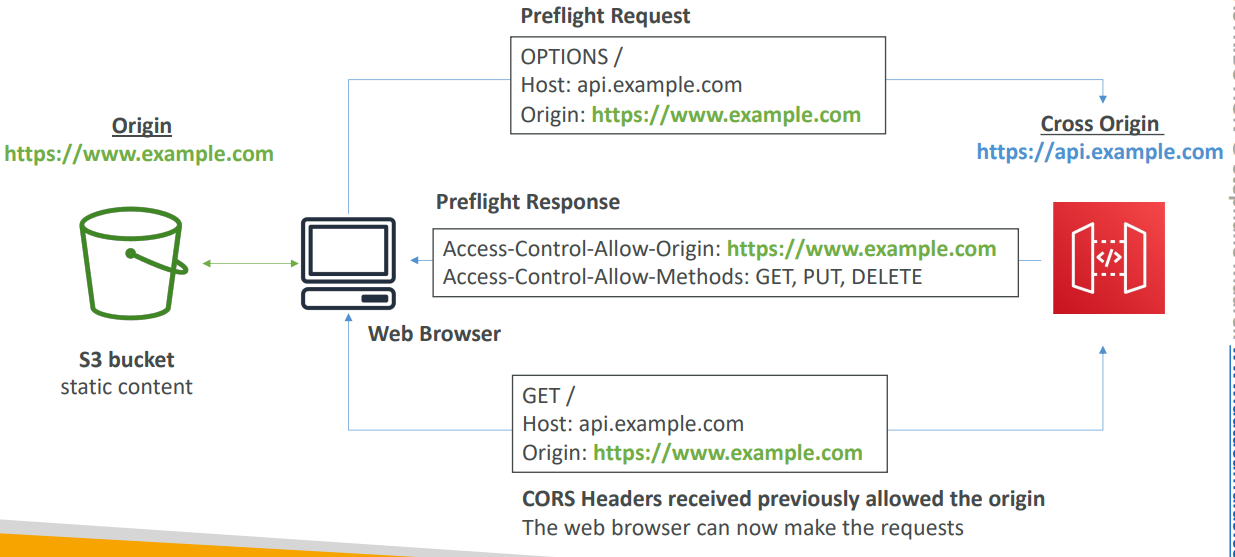 Preflight Request
OPTIONS /
Host: api.example.com
Origin: https://www.example.com
Origin
https://www.example.com
Cross Origin
https://api.example.com
Preflight Response
Access-Control-Allow-Origin: https://www.example.com
Access-Control-Allow-Methods: GET, PUT, DELETE
</>
Web Browser
S3 bucket
static content
GET /
Host: api.example.com
Origin: https://www.example.com
CORS Headers received previously allowed the origin
The web browser can now make the requests